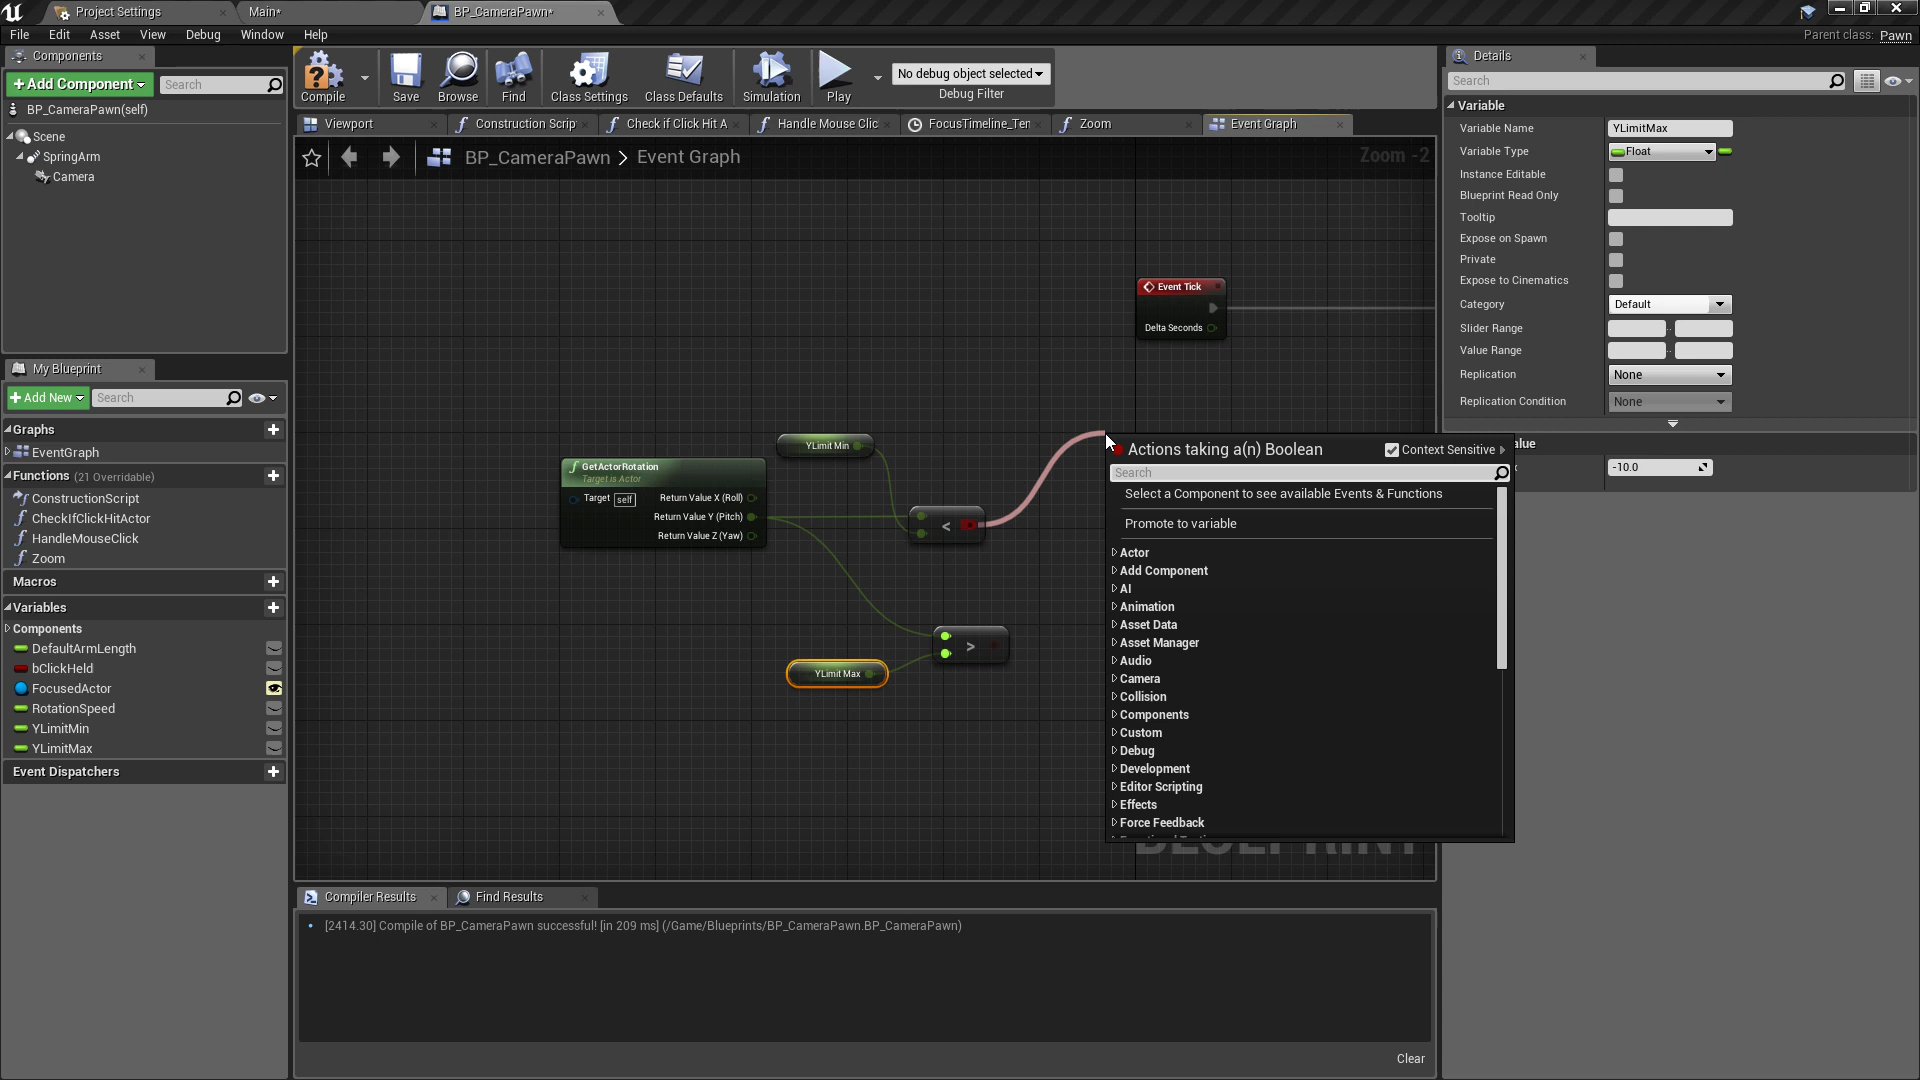 Project Settings
Main*
BP_CameraPawn*
File Edit Asset View Debug Window Help
Parent class: Pawn
Components
+ Add Component
Search
BP_CameraPawn(self)
Scene
SpringArm
Camera
Compile
Save
Browse
Find
Class Settings
Class Defaults
Simulation
Play
No debug object selected
Debug Filter
Viewport
Construction Scrip
Check if Click Hit A
Handle Mouse Clic
FocusTimeline_Ter
Zoom
Event Graph
BP_CameraPawn > Event Graph
Zoom -2
Event Tick
Delta Seconds
YLimit Min
GetActorRotation
Target is Actor
Target self
Return Value X (Roll)
Return Value Y (Pitch)
Return Value Z (Yaw)
<
>
YLimit Max
Actions taking a(n) Boolean
Context Sensitive
Search
Select a Component to see available Events & Functions
Promote to variable
Actor
Add Component
AI
Animation
Asset Data
Asset Manager
Audio
Camera
Collision
Components
Custom
Debug
Development
Editor Scripting
Effects
Force Feedback
My Blueprint
+ Add New
Search
Graphs
EventGraph
Functions (21 Overridable)
ConstructionScript
CheckIfClickHitActor
HandleMouseClick
Zoom
Macros
Variables
Components
DefaultArmLength
bClickHeld
FocusedActor
RotationSpeed
YLimitMin
YLimitMax
Event Dispatchers
Compiler Results
Find Results
[2414.30] Compile of BP_CameraPawn successful! [in 209 ms] (/Game/Blueprints/BP_CameraPawn.BP_CameraPawn)
Clear
Details
Search
Variable
Variable Name YLimitMax
Variable Type Float
Instance Editable
Blueprint Read Only
Tooltip
Expose on Spawn
Private
Expose to Cinematics
Category Default
Slider Range
Value Range
Replication None
Replication Condition None
alue
-10.0